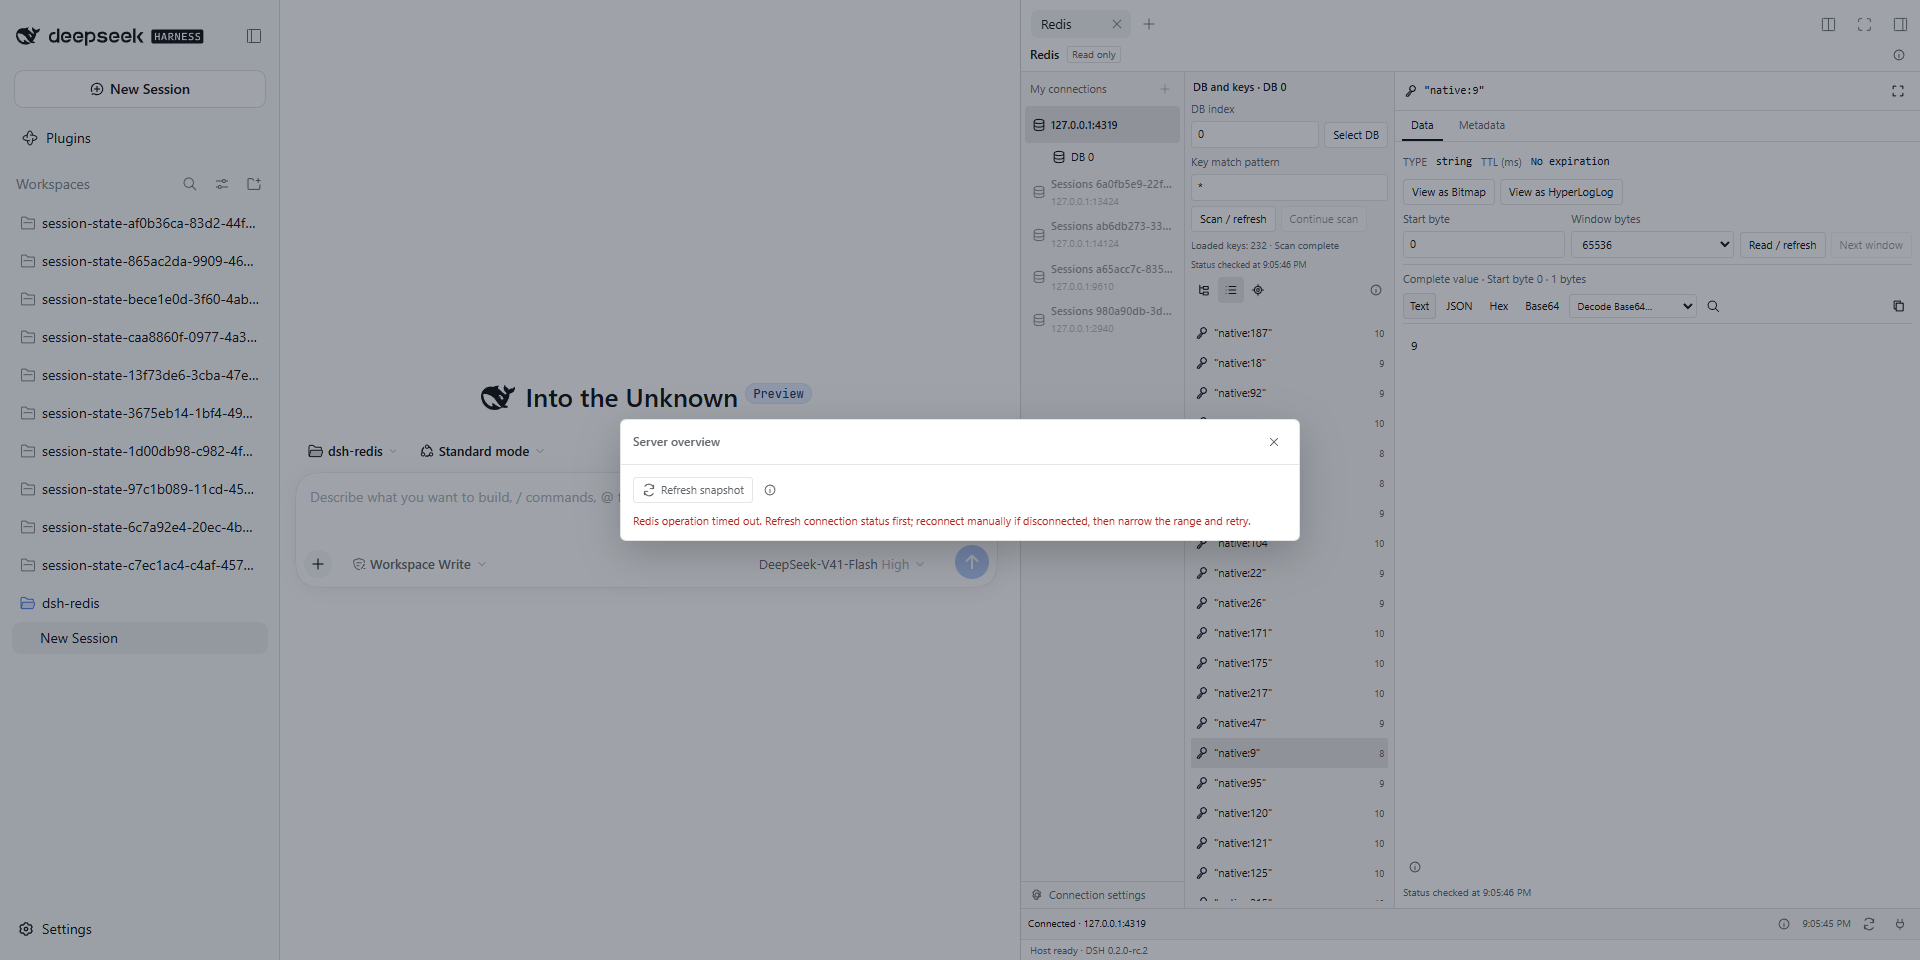 deepseek HARNESS
New Session
Plugins
Workspaces
session-state-af0b36ca-83d2-44f...
session-state-865ac2da-9909-46...
session-state-bece1e0d-3f60-4ab...
session-state-caa8860f-0977-4a3...
session-state-13f73de6-3cba-47e...
session-state-3675eb14-1bf4-49...
session-state-1d00db98-c982-4f...
session-state-97c1b089-11cd-45...
session-state-6c7a92e4-20ec-4b...
session-state-c7ec1ac4-c4af-457...
dsh-redis
New Session
Settings
Into the Unknown Preview
dsh-redis Standard mode
Describe what you want to build, / commands, @
Workspace Write DeepSeek-V41-Flash High
Server overview
Refresh snapshot
Redis operation timed out. Refresh connection status first; reconnect manually if disconnected, then narrow the range and retry.
Redis
Redis Read only
My connections
127.0.0.1:4319
DB 0
Sessions 6a0fb5e9-22f...
127.0.0.1:13424
Sessions ab6db273-33...
127.0.0.1:14124
Sessions a65acc7c-835...
127.0.0.1:9610
Sessions 980a90db-3d...
127.0.0.1:2940
Connection settings
DB and keys · DB 0
DB index
0 Select DB
Key match pattern
*
Scan / refresh Continue scan
Loaded keys: 232 · Scan complete
Status checked at 9:05:46 PM
"native:187" 10
"native:18" 9
"native:92" 9
10
8
8
9
"native:104" 10
"native:22" 9
"native:26" 9
"native:171" 10
"native:175" 10
"native:217" 10
"native:47" 9
"native:9" 8
"native:95" 9
"native:120" 10
"native:121" 10
"native:125" 10
"native:9"
Data Metadata
TYPE string TTL (ms) No expiration
View as Bitmap View as HyperLogLog
Start byte Window bytes
0 65536 Read / refresh Next window
Complete value · Start byte 0 · 1 bytes
Text JSON Hex Base64 Decode Base64...
9
Status checked at 9:05:46 PM
Connected · 127.0.0.1:4319 9:05:45 PM
Host ready · DSH 0.2.0-rc.2